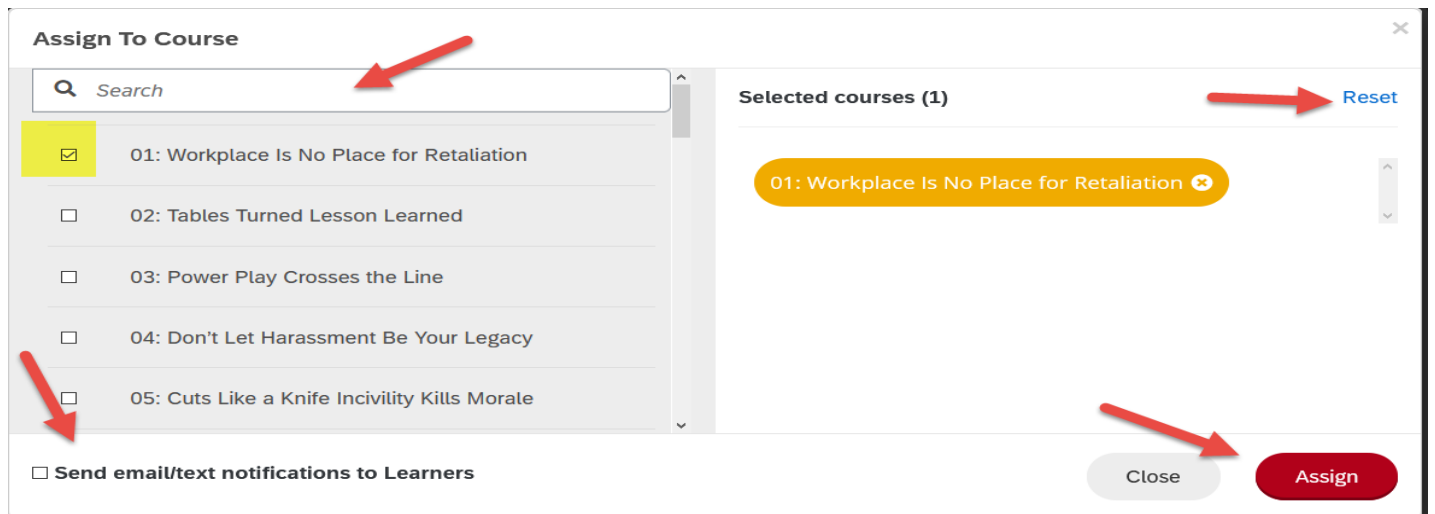 Assign To Course
Search
01: Workplace Is No Place for Retaliation
02: Tables Turned Lesson Learned
03: Power Play Crosses the Line
04: Don’t Let Harassment Be Your Legacy
05: Cuts Like a Knife Incivility Kills Morale
Selected courses (1)
Reset
01: Workplace Is No Place for Retaliation
Send email/text notifications to Learners
Close
Assign